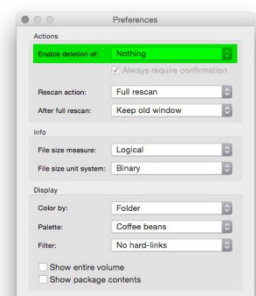 Preferences
Actions
Enable deletion of: Nothing
Always require confirmation
Rescan action: Full rescan
After full rescan: Keep old window
Info
File size measure: Logical
File size unit system: Binary
Display
Color by: Folder
Palette: Coffee beans
Filter: No hard-links
Show entire volume
Show package contents